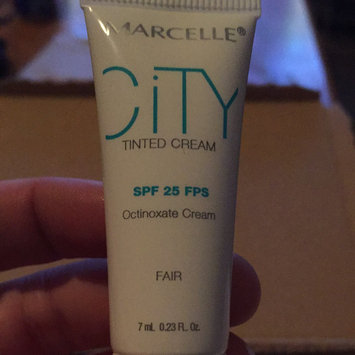 MARCELLE®
CiTY
TINTED CREAM
SPF 25 FPS
Octinoxate Cream
FAIR
7 mL 0.23 Fl. Oz.